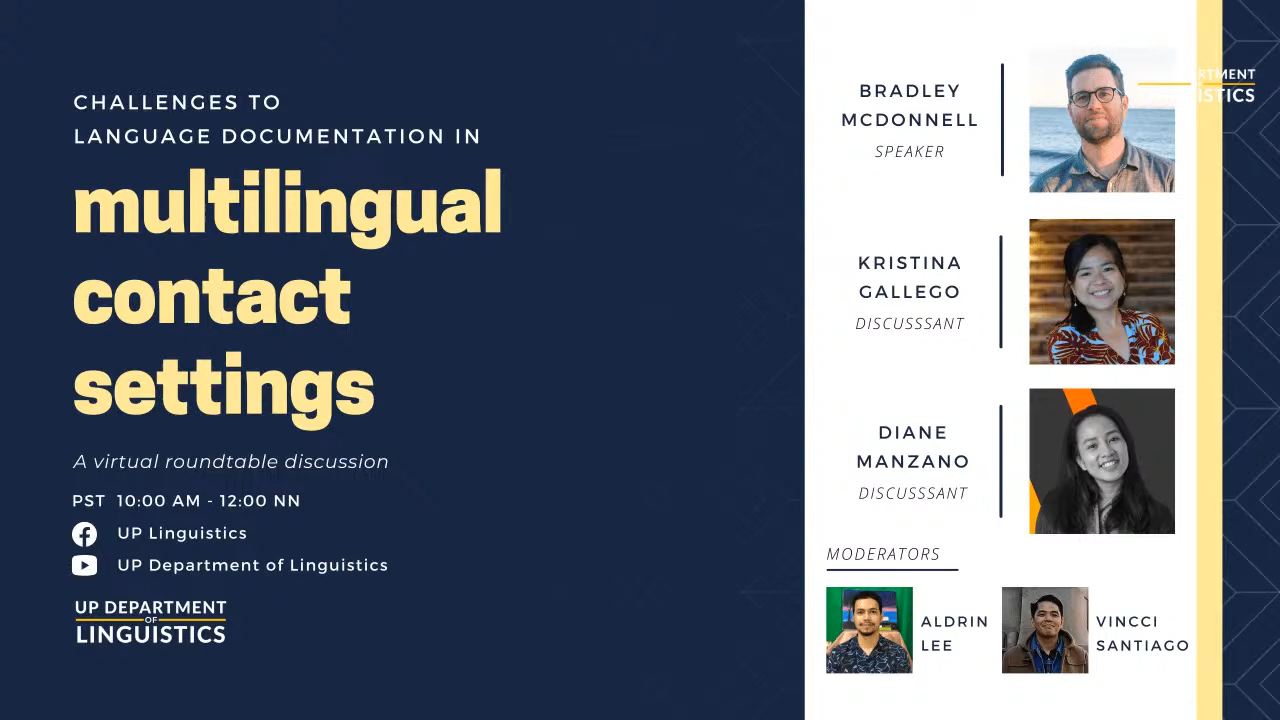 CHALLENGES TO
LANGUAGE DOCUMENTATION IN
multilingual
contact
settings
A virtual roundtable discussion
PST 10:00 AM - 12:00 NN
UP Linguistics
UP Department of Linguistics
UP DEPARTMENT
OF
LINGUISTICS
BRADLEY
MCDONNELL
SPEAKER
KRISTINA
GALLEGO
DISCUSSSANT
DIANE
MANZANO
DISCUSSSANT
MODERATORS
ALDRIN
LEE
VINCCI
SANTIAGO